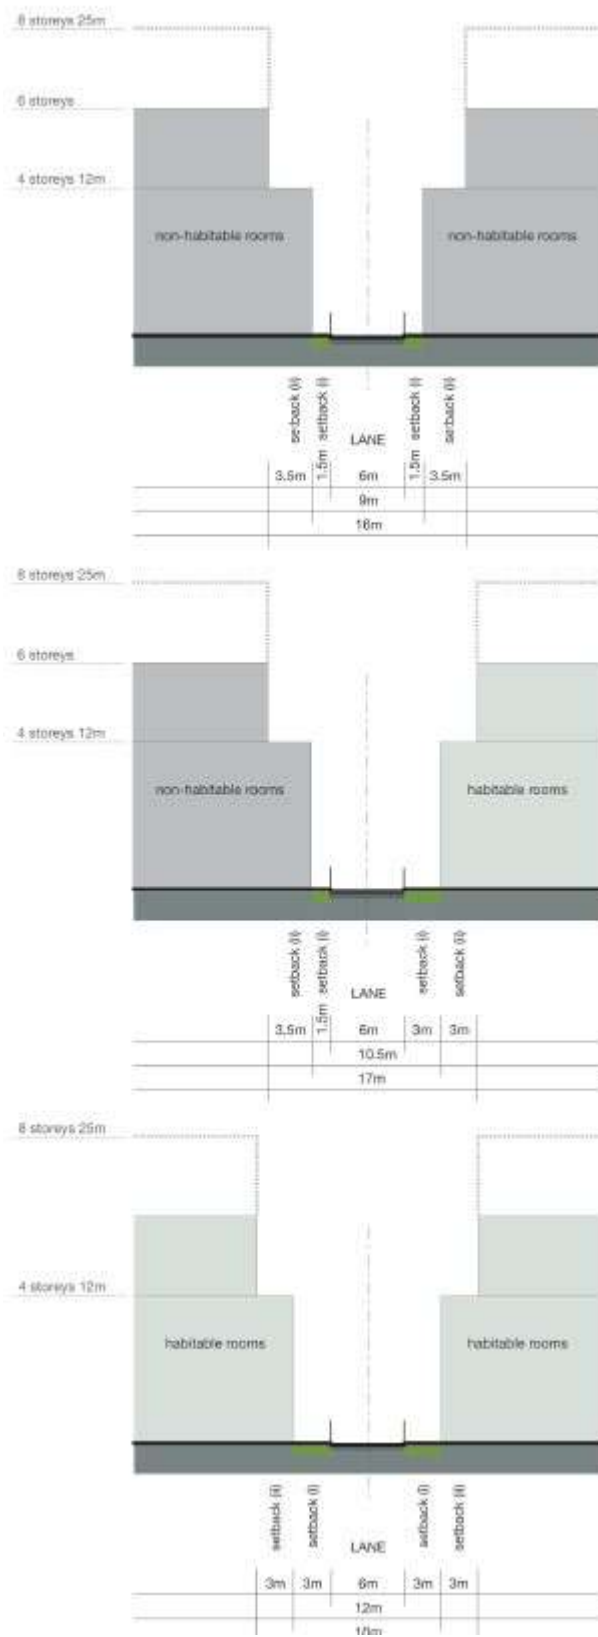 8 storeys 25m
6 storeys
4 storeys 12m
non-habitable rooms non-habitable rooms
setback (ii) setback (i) LANE setback (i) setback (ii)
3.5m 1.5m 6m 1.5m 3.5m
9m
16m
8 storeys 25m
6 storeys
4 storeys 12m
non-habitable rooms habitable rooms
setback (ii) setback (i) LANE setback (i) setback (ii)
3.5m 1.5m 6m 3m 3m
10.5m
17m
8 storeys 25m
4 storeys 12m
habitable rooms habitable rooms
setback (ii) setback (i) LANE setback (i) setback (ii)
3m 3m 6m 3m 3m
12m